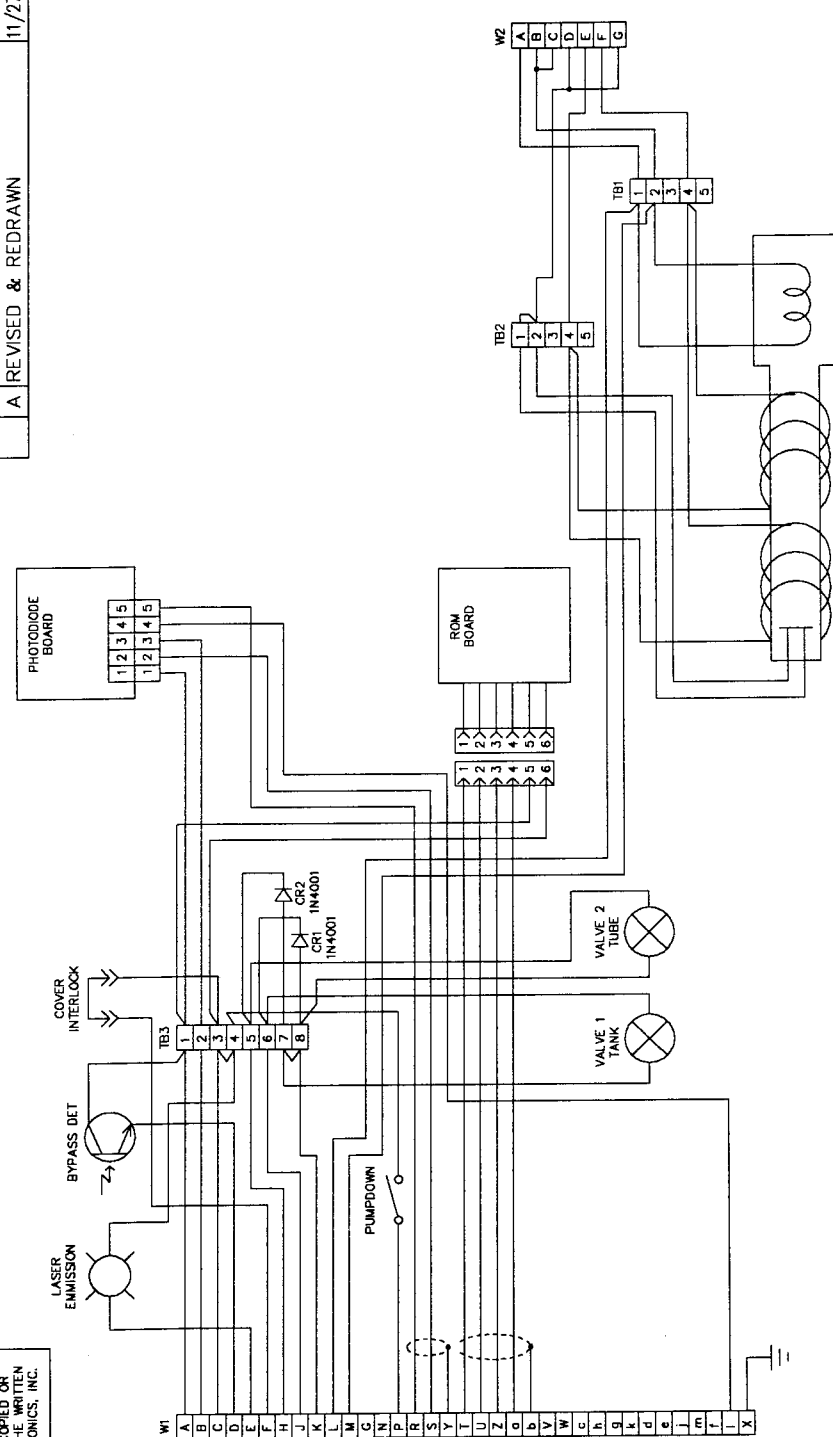 A REVISED & REDRAWN 11/2
OPIED OR
HE WRITTEN
ONICS, INC.
PHOTODIODE
BOARD
1 2 3 4 5
1 2 3 4 5
W2
A
B
C
D
E
F
G
TB1
1
2
3
4
5
TB2
1
2
3
4
5
ROM
BOARD
1
2
3
4
5
6
1
2
3
4
5
6
COVER
INTERLOCK
BYPASS DET
LASER
EMMISSION
TB3
1
2
3
4
5
6
7
8
CR2
1N4001
CR1
1N4001
VALVE 2
TUBE
VALVE 1
TANK
PUMPDOWN
W1
A
B
C
D
E
F
H
J
K
L
M
G
N
P
R
S
Y
T
U
Z
a
b
V
W
c
h
g
k
d
e
j
m
f
i
X